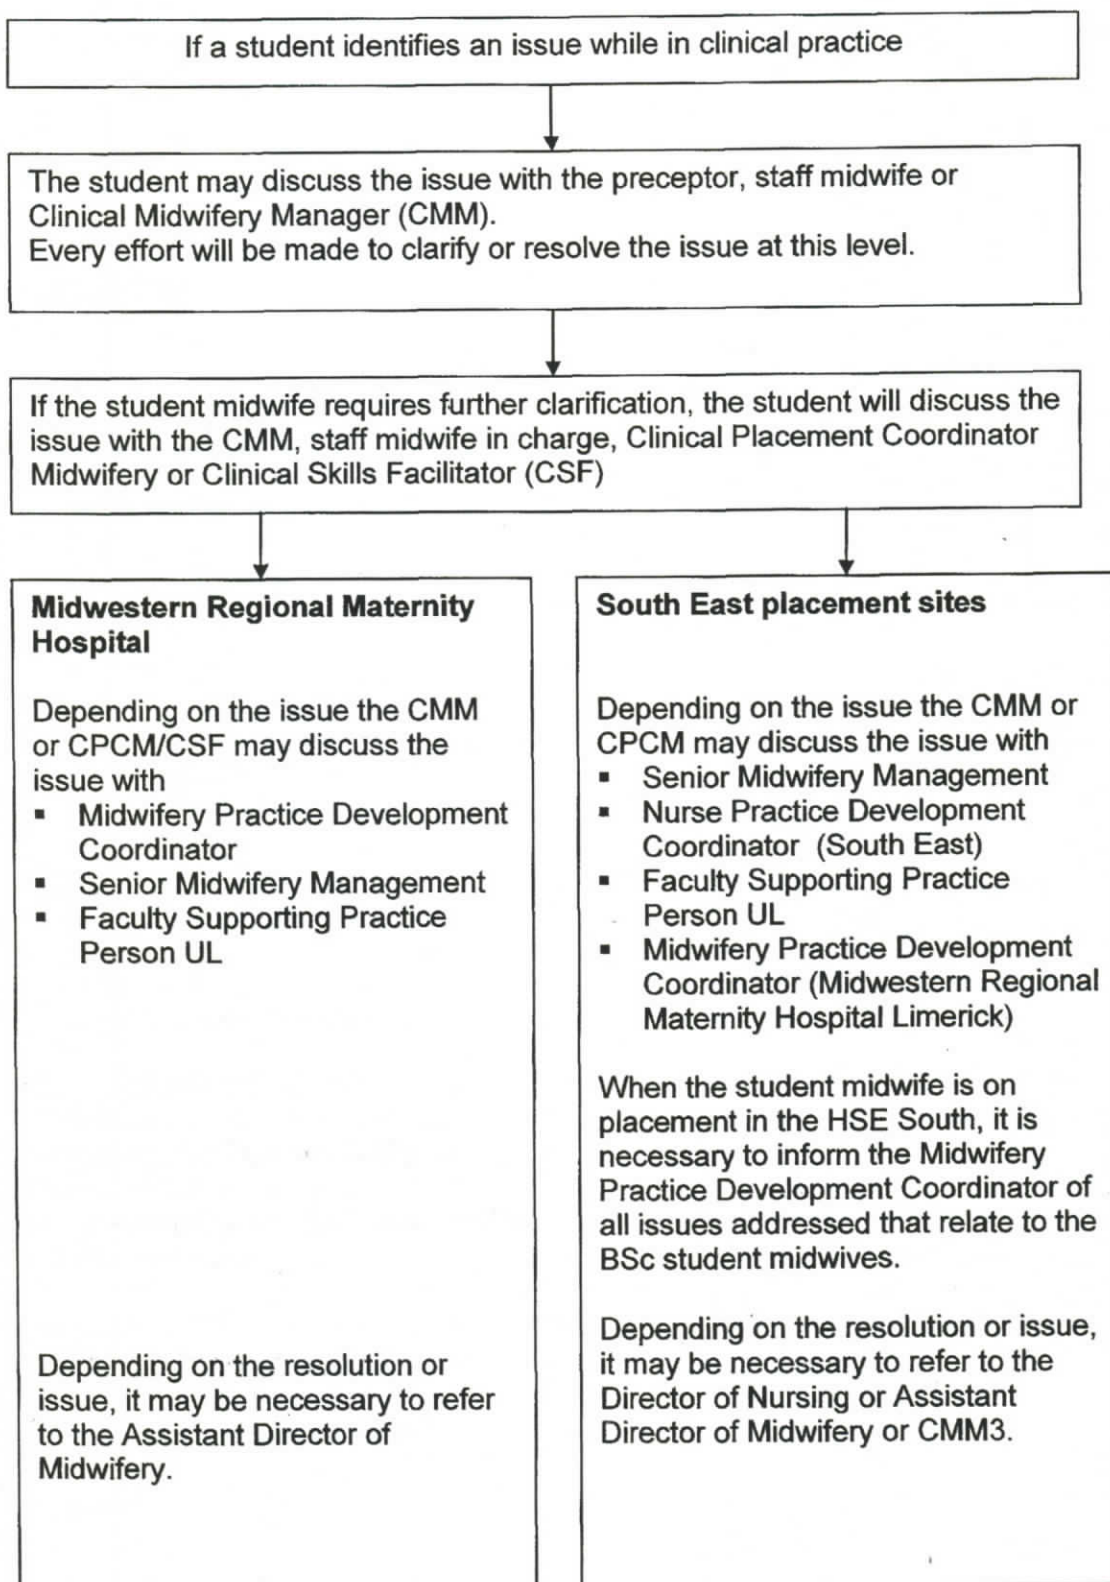 If a student identifies an issue while in clinical practice
The student may discuss the issue with the preceptor, staff midwife or
Clinical Midwifery Manager (CMM).
Every effort will be made to clarify or resolve the issue at this level.
If the student midwife requires further clarification, the student will discuss the
issue with the CMM, staff midwife in charge, Clinical Placement Coordinator
Midwifery or Clinical Skills Facilitator (CSF)
Midwestern Regional Maternity
Hospital
Depending on the issue the CMM
or CPCM/CSF may discuss the
issue with
▪ Midwifery Practice Development
Coordinator
▪ Senior Midwifery Management
▪ Faculty Supporting Practice
Person UL
Depending on the resolution or
issue, it may be necessary to refer
to the Assistant Director of
Midwifery.
South East placement sites
Depending on the issue the CMM or
CPCM may discuss the issue with
▪ Senior Midwifery Management
▪ Nurse Practice Development
Coordinator (South East)
▪ Faculty Supporting Practice
Person UL
▪ Midwifery Practice Development
Coordinator (Midwestern Regional
Maternity Hospital Limerick)
When the student midwife is on
placement in the HSE South, it is
necessary to inform the Midwifery
Practice Development Coordinator of
all issues addressed that relate to the
BSc student midwives.
Depending on the resolution or issue,
it may be necessary to refer to the
Director of Nursing or Assistant
Director of Midwifery or CMM3.